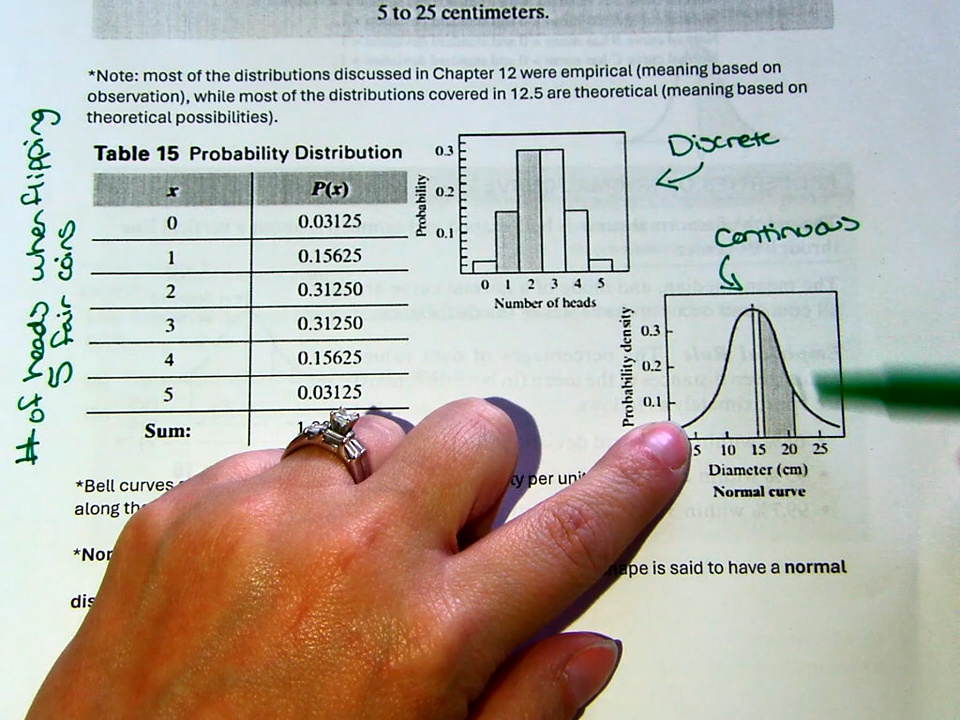 5 to 25 centimeters.
*Note: most of the distributions discussed in Chapter 12 were empirical (meaning based on
observation), while most of the distributions covered in 12.5 are theoretical (meaning based on
theoretical possibilities).
# of heads when flipping
5 fair coins
Table 15 Probability Distribution
x P(x)
0 0.03125
1 0.15625
2 0.31250
3 0.31250
4 0.15625
5 0.03125
Sum: 1
Probability
0.3
0.2
0.1
0 1 2 3 4 5
Number of heads
Discrete
Continuous
Probability density
0.3
0.2
0.1
5 10 15 20 25
Diameter (cm)
Normal curve
*Bell curves per uni
along th
*Nor ape is said to have a normal
dis